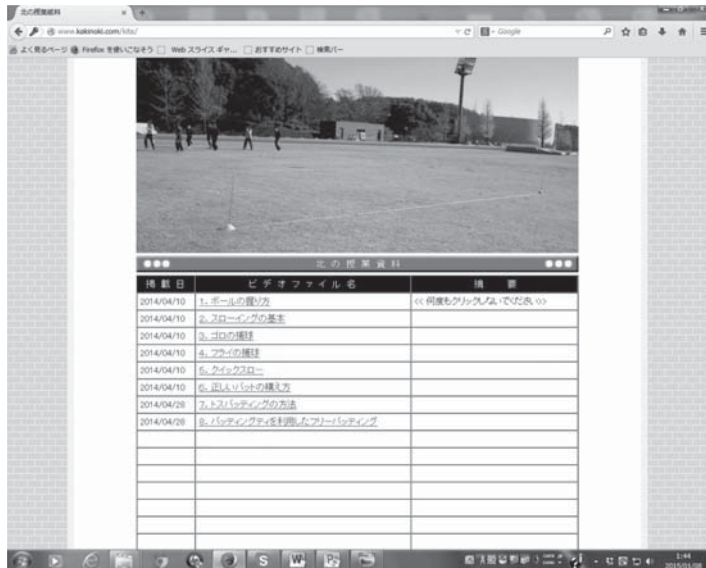 北の授業資料
www.kakinoki.com/kita/
Google
よく見るページ Firefox を使いこなそう Web スライス ギャ... おすすめサイト 検索バー
北の授業資料
掲載日 ビデオファイル名 摘要
2014/04/10 1、ボールの握り方 << 何度もクリックしないでください >>
2014/04/10 2、スローイングの基本
2014/04/10 3、ゴロの捕球
2014/04/10 4、フライの捕球
2014/04/10 5、クイックスロー
2014/04/10 6、正しいバットの構え方
2014/04/28 7、トスバッティングの方法
2014/04/28 8、バッティングティを利用したフリーバッティング
1:44
2015/01/08